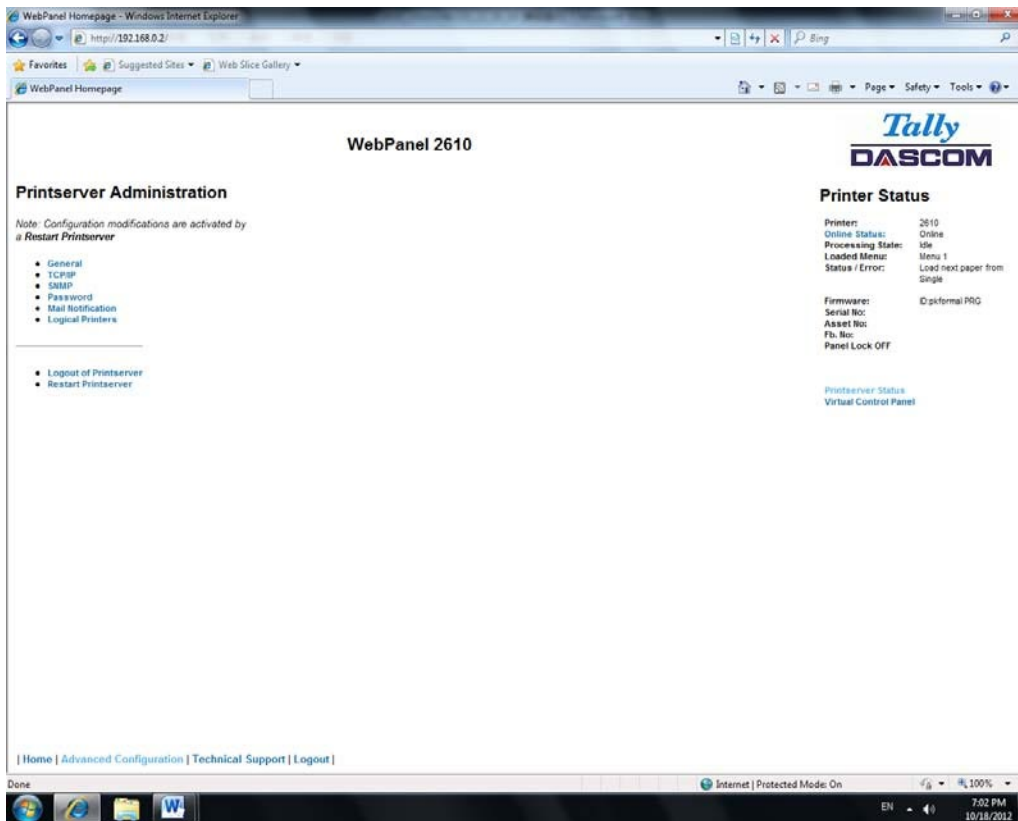 WebPanel Homepage - Windows Internet Explorer
http://192.168.0.2/
Bing
Favorites Suggested Sites Web Slice Gallery
WebPanel Homepage
Page Safety Tools
WebPanel 2610
Tally
DASCOM
Printserver Administration
Note: Configuration modifications are activated by
a Restart Printserver
General
TCP/IP
SNMP
Password
Mail Notification
Logical Printers
Logout of Printserver
Restart Printserver
Printer Status
Printer: 2610
Online Status: Online
Processing State: Idle
Loaded Menu: Menu 1
Status / Error: Load next paper from
Single
Firmware: ID:pkformal PRG
Serial No:
Asset No:
Fb. No:
Panel Lock OFF
Printserver Status
Virtual Control Panel
| Home | Advanced Configuration | Technical Support | Logout |
Done
Internet | Protected Mode: On
100%
W
EN
7:02 PM
10/18/2012